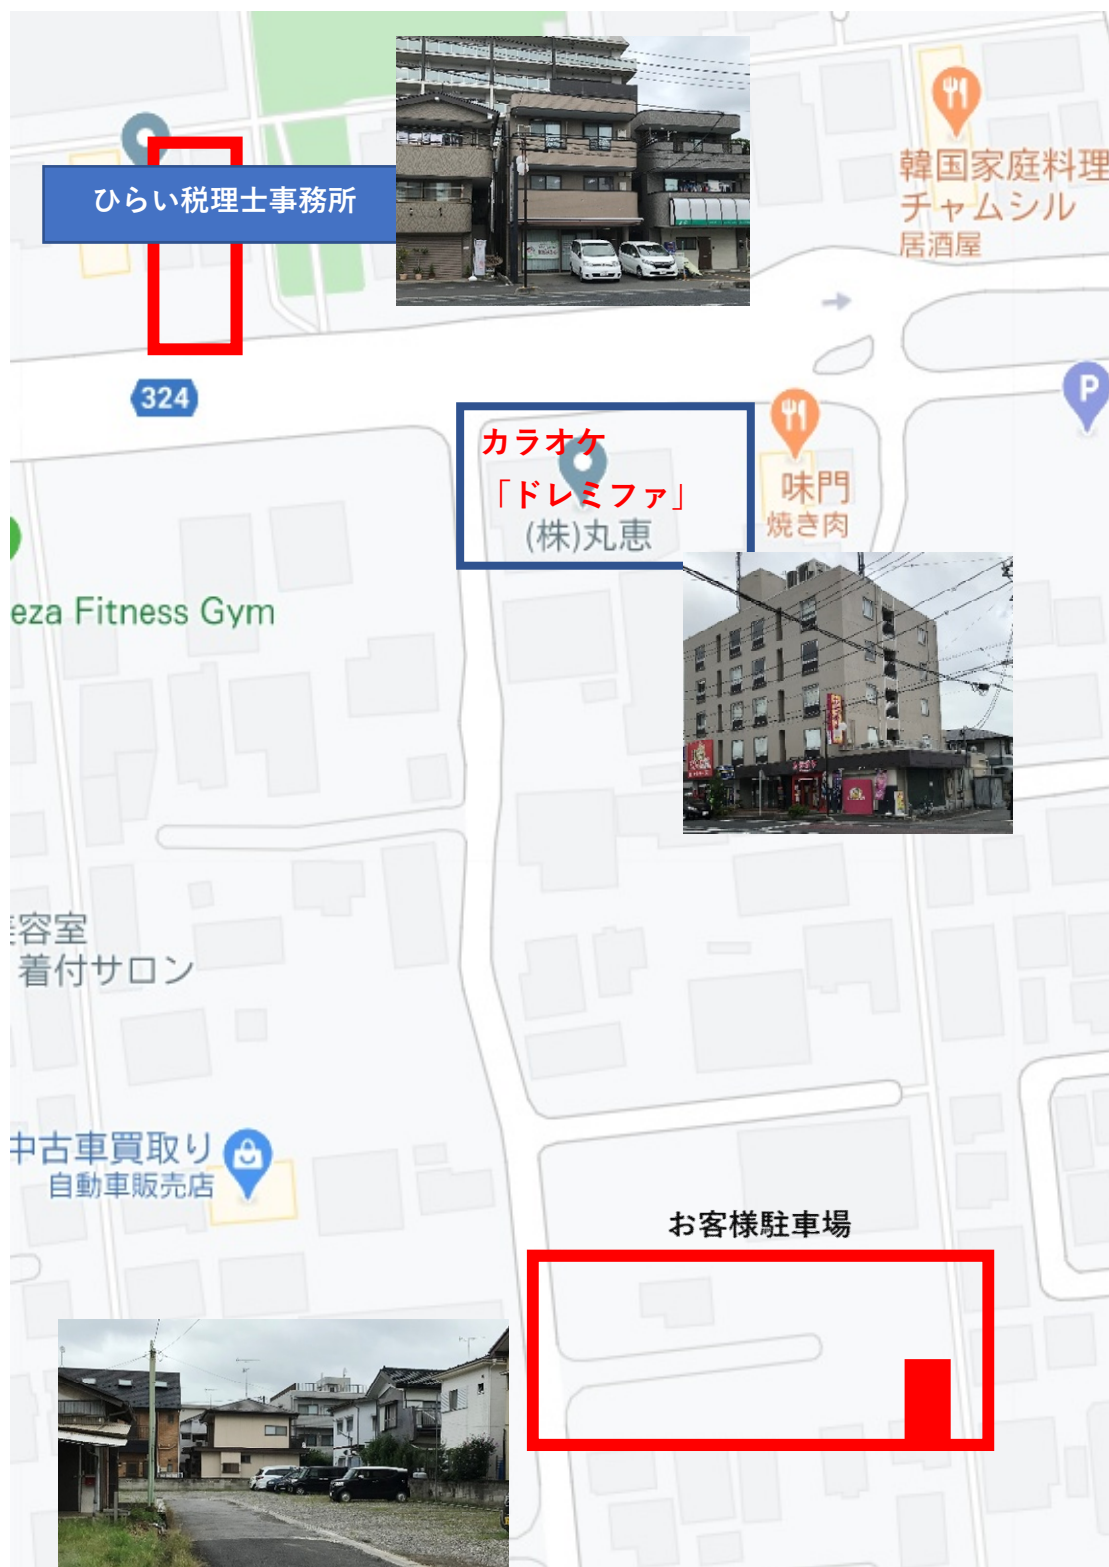 ひらい税理士事務所
韓国家庭料理
チャムシル
居酒屋
324
P
カラオケ
「ドレミファ」
(株)丸恵
味門
焼き肉
eza Fitness Gym
容室
着付サロン
中古車買取り
自動車販売店
お客様駐車場